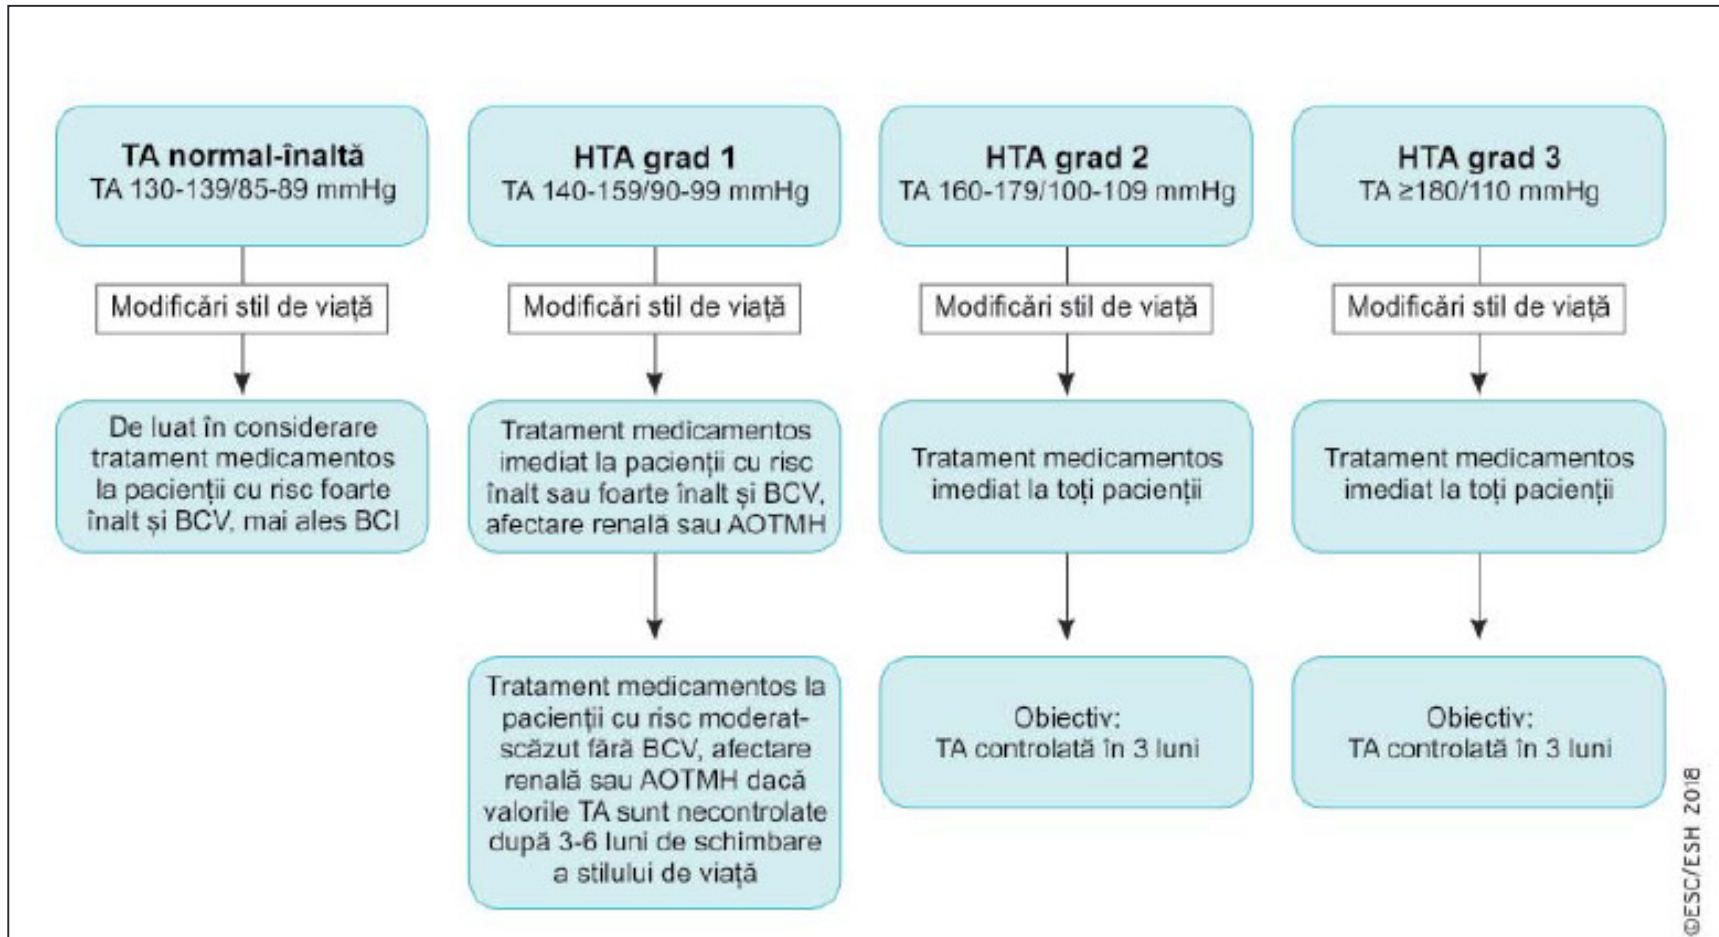 TA normal-înaltă
TA 130-139/85-89 mmHg
Modificări stil de viață
De luat în considerare
tratament medicamentos
la pacienții cu risc foarte
înalt și BCV, mai ales BCI
HTA grad 1
TA 140-159/90-99 mmHg
Modificări stil de viață
Tratament medicamentos
imediat la pacienții cu risc
înalt sau foarte înalt și BCV,
afectare renală sau AOTMH
Tratament medicamentos la
pacienții cu risc moderat-
scăzut fără BCV, afectare
renală sau AOTMH dacă
valorile TA sunt necontrolate
după 3-6 luni de schimbare
a stilului de viață
HTA grad 2
TA 160-179/100-109 mmHg
Modificări stil de viață
Tratament medicamentos
imediat la toți pacienții
Obiectiv:
TA controlată în 3 luni
HTA grad 3
TA ≥180/110 mmHg
Modificări stil de viață
Tratament medicamentos
imediat la toți pacienții
Obiectiv:
TA controlată în 3 luni
©ESC/ESH 2018